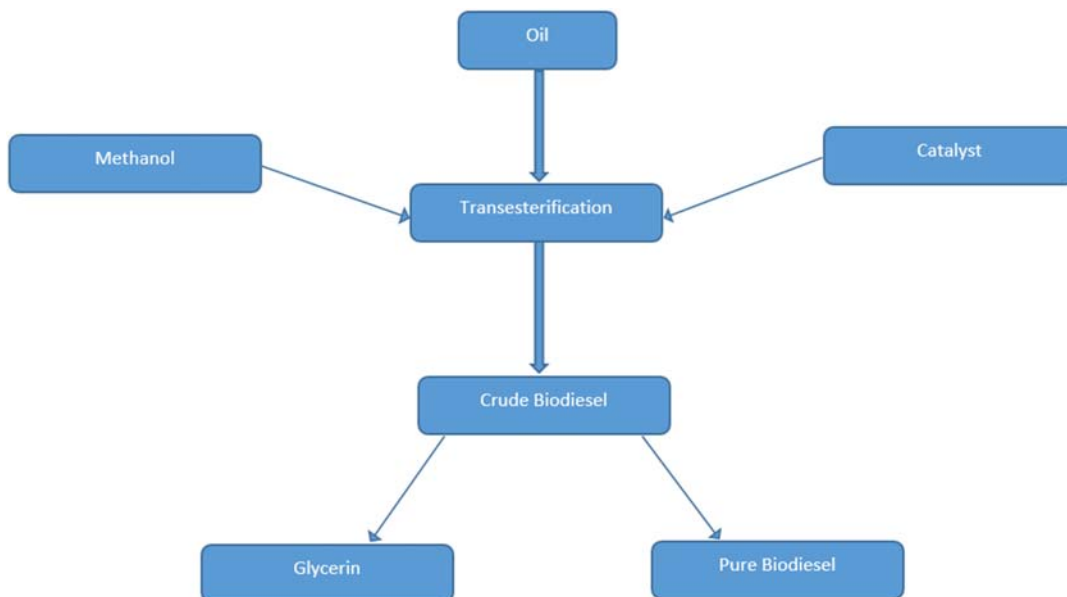 Oil
Methanol
Catalyst
Transesterification
Crude Biodiesel
Glycerin
Pure Biodiesel